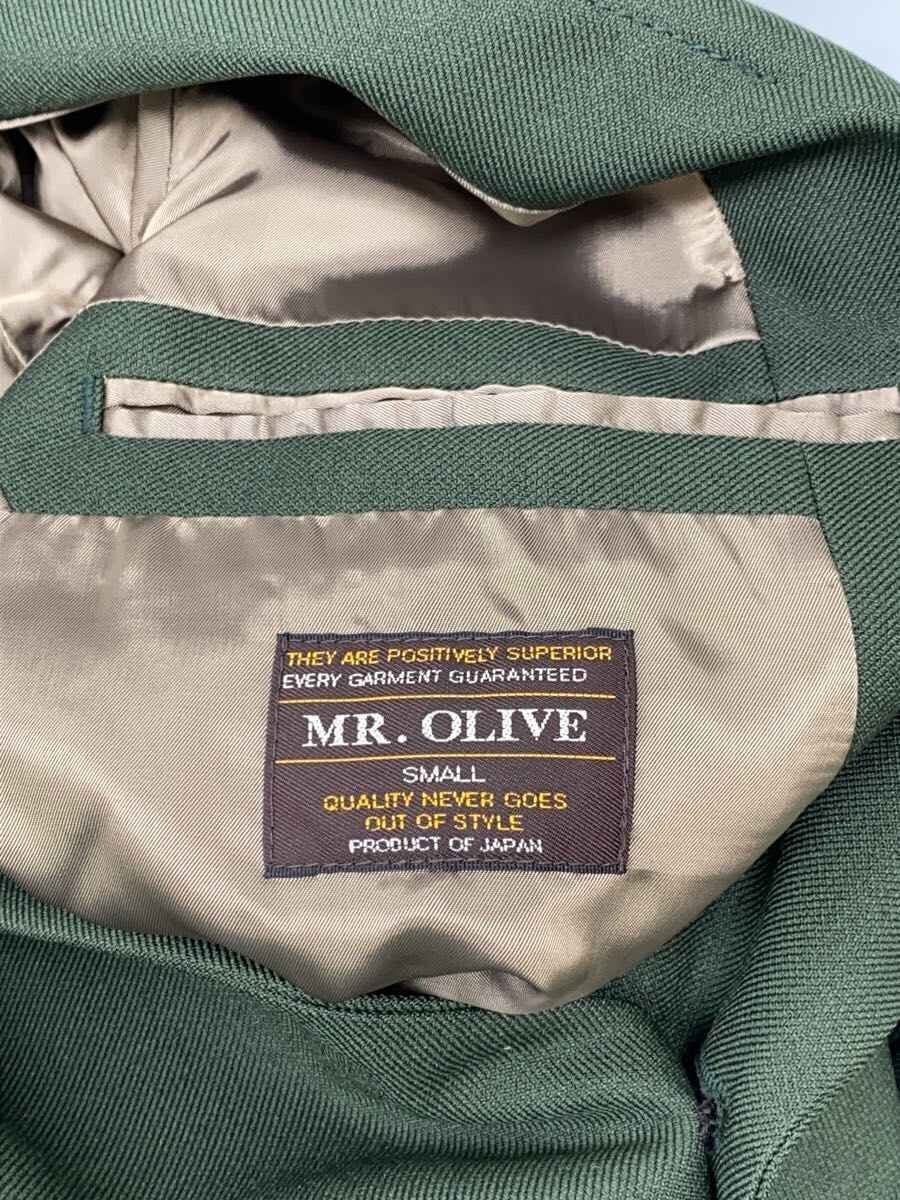 THEY ARE POSITIVELY SUPERIOR
EVERY GARMENT GUARANTEED
MR. OLIVE
SMALL
QUALITY NEVER GOES
OUT OF STYLE
PRODUCT OF JAPAN